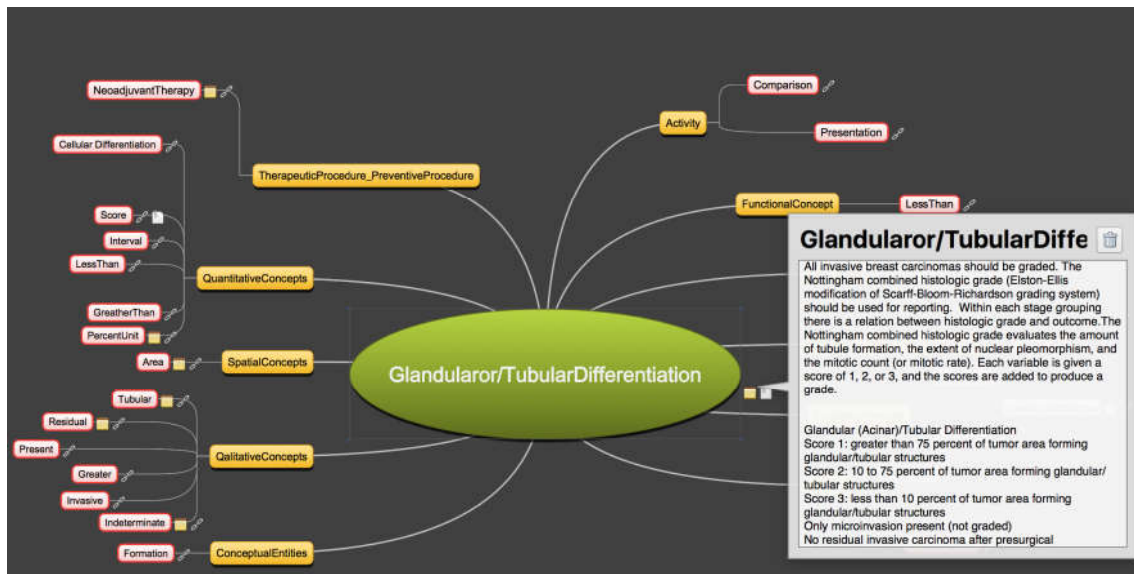 NeoadjuvantTherapy
Cellular Differentiation
TherapeuticProcedure_PreventiveProcedure
Score
Interval
LessThan
QuantitativeConcepts
GreatherThan
PercentUnit
Area
SpatialConcepts
Tubular
Residual
Present
QalitativeConcepts
Greater
Invasive
Indeterminate
Formation
ConceptualEntities
Glandularor/TubularDifferentiation
Comparison
Activity
Presentation
FunctionalConcept
LessThan
Glandularor/TubularDiffe
All invasive breast carcinomas should be graded. The
Nottingham combined histologic grade (Elston-Ellis
modification of Scarff-Bloom-Richardson grading system)
should be used for reporting.  Within each stage grouping
there is a relation between histologic grade and outcome.The
Nottingham combined histologic grade evaluates the amount
of tubule formation, the extent of nuclear pleomorphism, and
the mitotic count (or mitotic rate). Each variable is given a
score of 1, 2, or 3, and the scores are added to produce a
grade.
Glandular (Acinar)/Tubular Differentiation
Score 1: greater than 75 percent of tumor area forming
glandular/tubular structures
Score 2: 10 to 75 percent of tumor area forming glandular/
tubular structures
Score 3: less than 10 percent of tumor area forming
glandular/tubular structures
Only microinvasion present (not graded)
No residual invasive carcinoma after presurgical